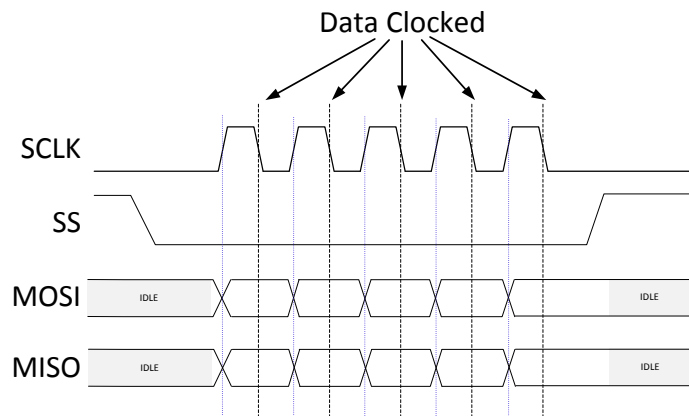 Data Clocked
SCLK
SS
MOSI
IDLE
IDLE
MISO
IDLE
IDLE